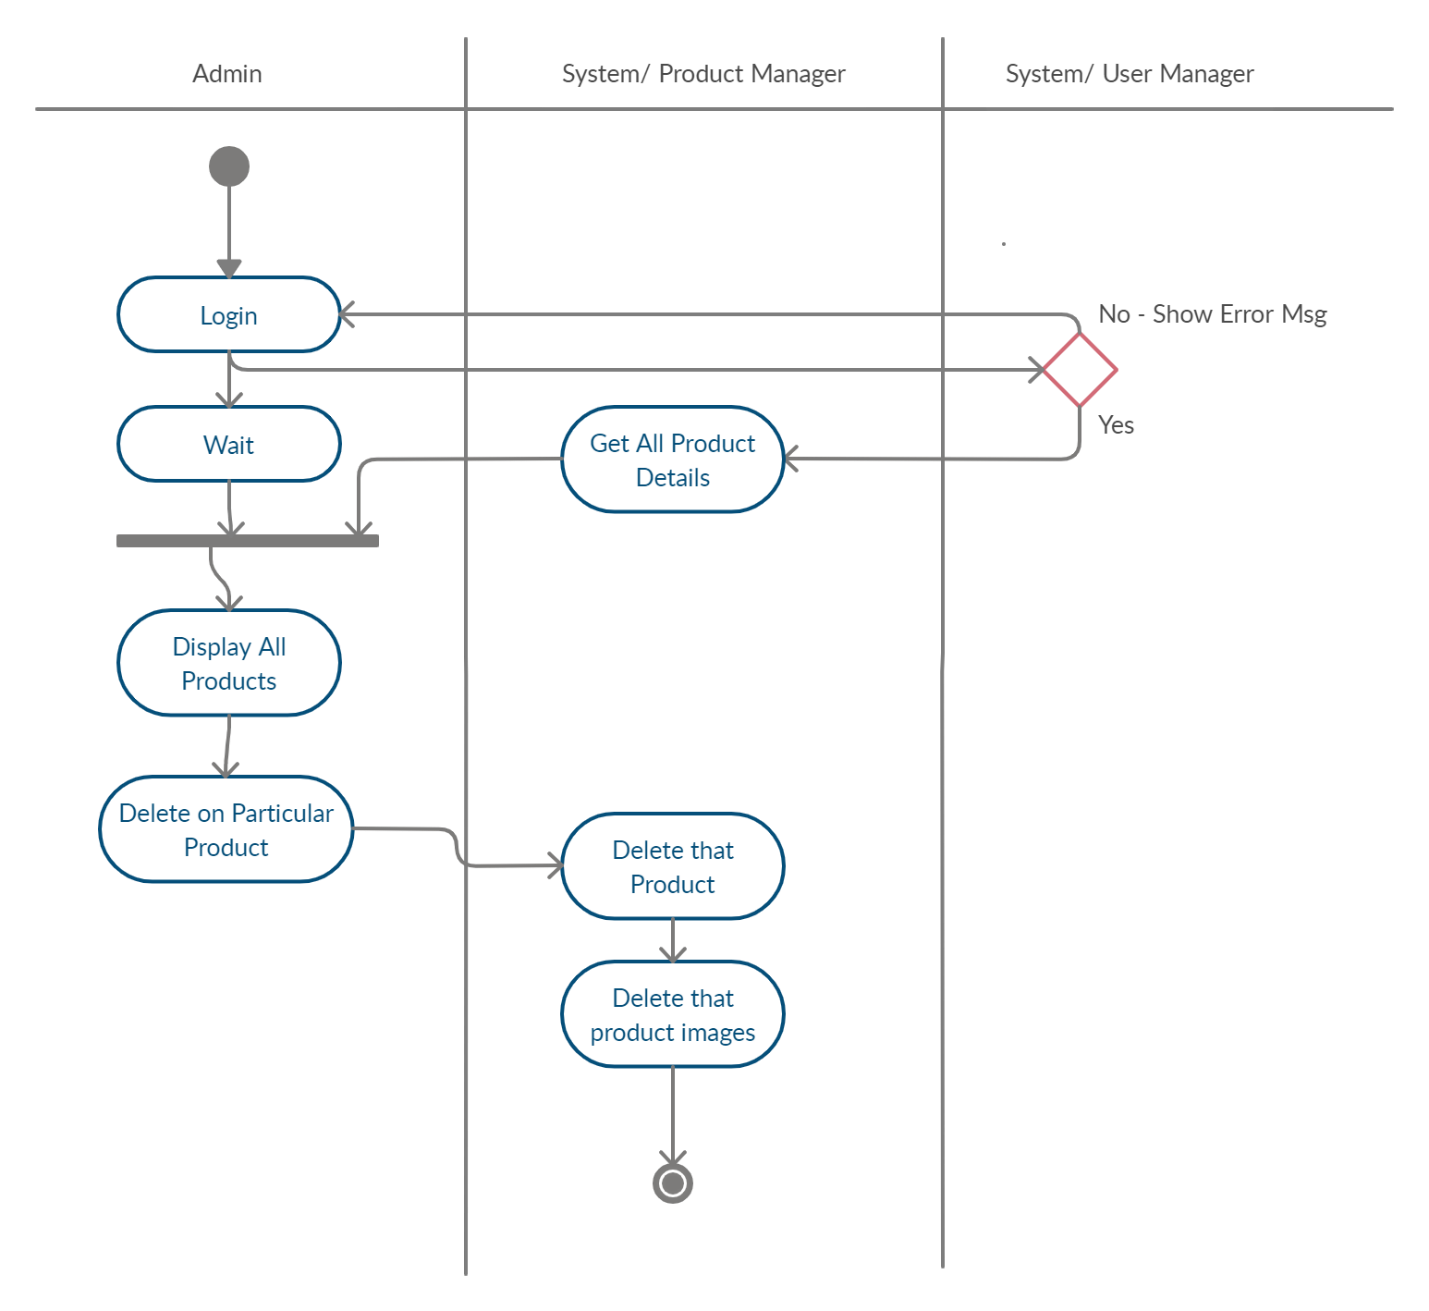 Admin
System/ Product Manager
System/ User Manager
Login
No - Show Error Msg
Wait
Get All Product
Details
Yes
Display All
Products
Delete on Particular
Product
Delete that
Product
Delete that
product images